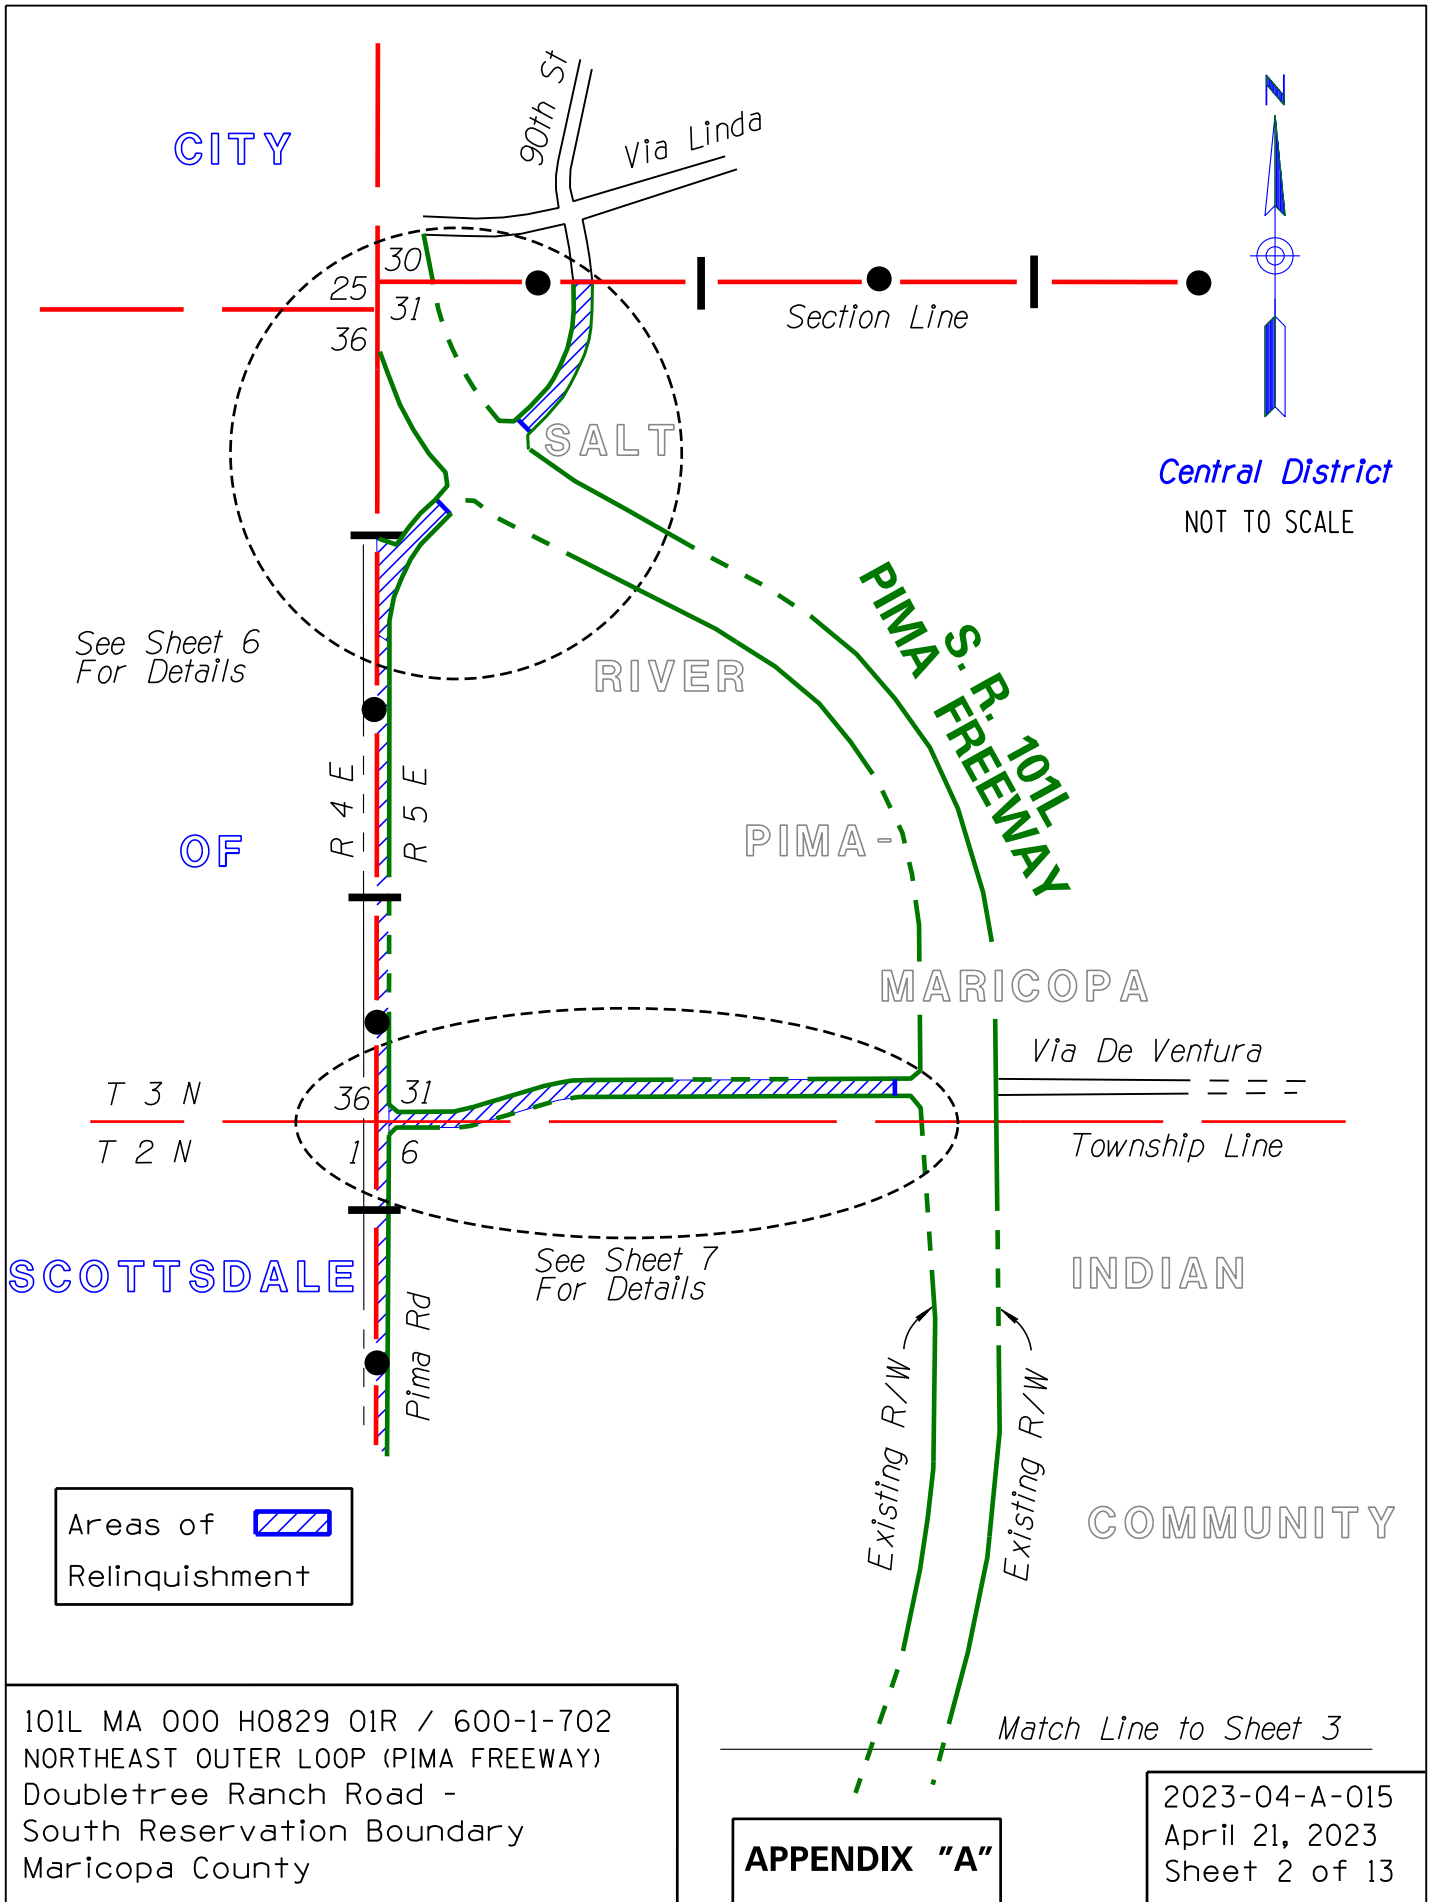 N
CITY
90th St
Via Linda
30
25
31
36
Section Line
SALT
Central District
NOT TO SCALE
See Sheet 6
For Details
RIVER
S. R. 101L
PIMA FREEWAY
R 4 E
R 5 E
OF
PIMA-
MARICOPA
Via De Ventura
T 3 N
36
31
T 2 N
1
6
Township Line
SCOTTSDALE
See Sheet 7
For Details
INDIAN
Pima Rd
Existing R/W
Existing R/W
COMMUNITY
Areas of
Relinquishment
Match Line to Sheet 3
101L MA 000 H0829 01R / 600-1-702
NORTHEAST OUTER LOOP (PIMA FREEWAY)
Doubletree Ranch Road -
South Reservation Boundary
Maricopa County
APPENDIX "A"
2023-04-A-015
April 21, 2023
Sheet 2 of 13